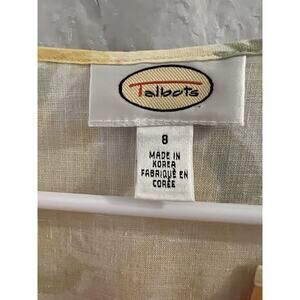 Talbots
8
MADE IN
KOREA
FABRIQUÉ EN
CORÉE